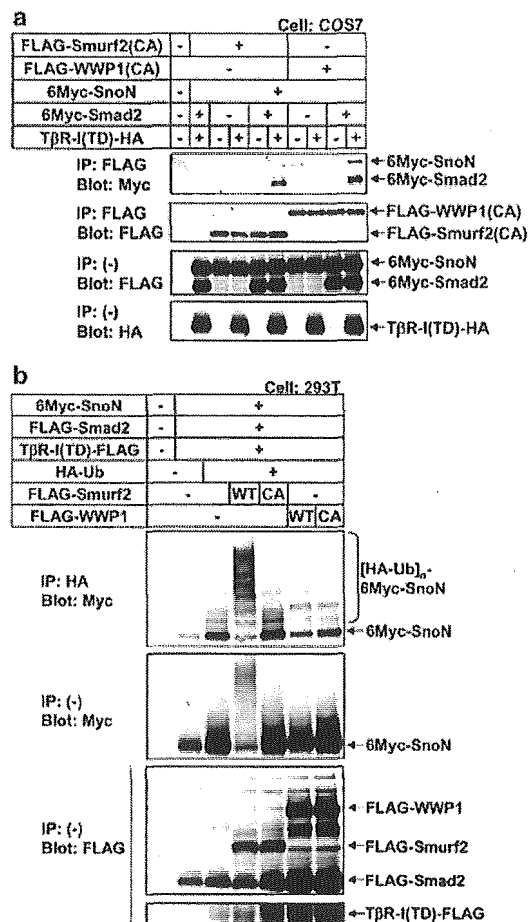 a
Cell: COS7
FLAG-Smurf2(CA) - + -
FLAG-WWP1(CA) - - +
6Myc-SnoN - +
6Myc-Smad2 - + - + - +
TβR-I(TD)-HA - + - + - + - + - +
IP: FLAG
Blot: Myc
6Myc-SnoN
6Myc-Smad2
IP: FLAG
Blot: FLAG
FLAG-WWP1(CA)
FLAG-Smurf2(CA)
IP: (-)
Blot: FLAG
6Myc-SnoN
6Myc-Smad2
IP: (-)
Blot: HA
TβR-I(TD)-HA
b
Cell: 293T
6Myc-SnoN - +
FLAG-Smad2 - +
TβR-I(TD)-FLAG - +
HA-Ub - +
FLAG-Smurf2 - WT CA -
FLAG-WWP1 - WT CA
IP: HA
Blot: Myc
[HA-Ub]n-
6Myc-SnoN
6Myc-SnoN
IP: (-)
Blot: Myc
6Myc-SnoN
IP: (-)
Blot: FLAG
FLAG-WWP1
FLAG-Smurf2
FLAG-Smad2
TβR-I(TD)-FLAG